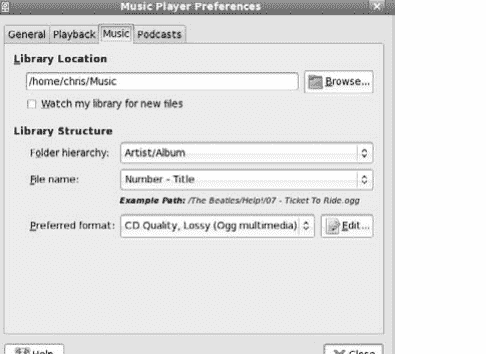 Music Player Preferences
General Playback Music Podcasts
Library Location
/home/chris/Music Browse...
Watch my library for new files
Library Structure
Folder hierarchy: Artist/Album
File name: Number - Title
Example Path: /The Beatles/Help!/07 - Ticket To Ride.ogg
Preferred format: CD Quality, Lossy (Ogg multimedia) Edit...
Help Close